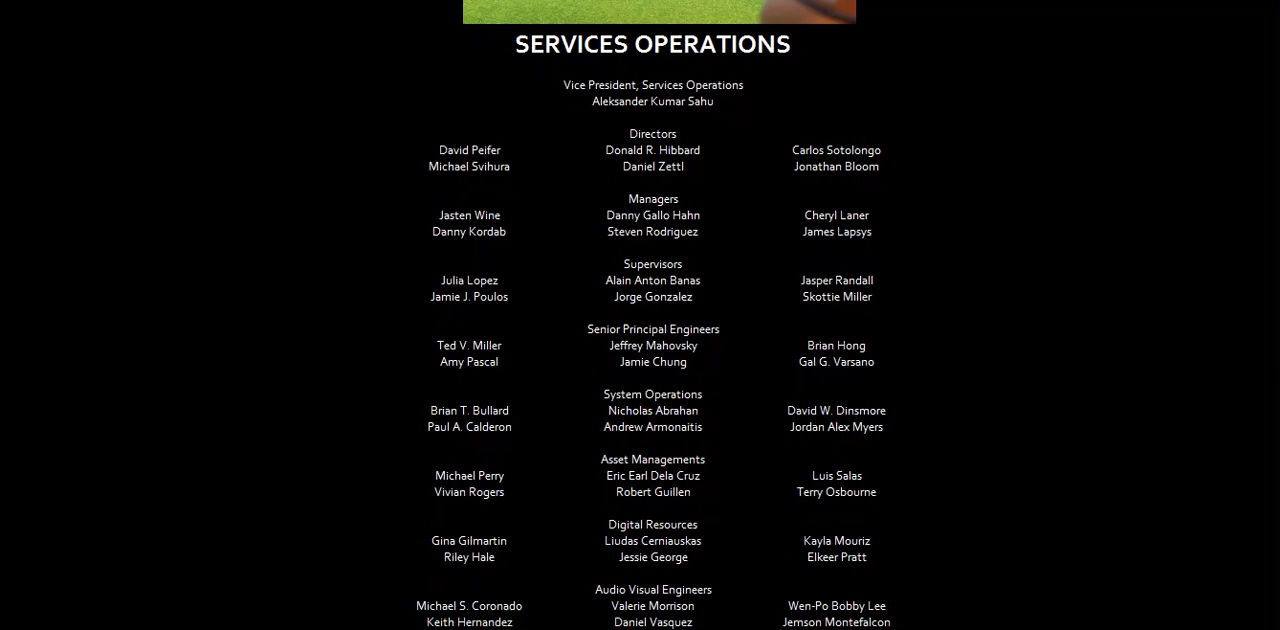 SERVICES OPERATIONS
Vice President, Services Operations
Aleksander Kumar Sahu
Directors
David Peifer Donald R. Hibbard Carlos Sotolongo
Michael Svihura Daniel Zettl Jonathan Bloom
Managers
Jasten Wine Danny Gallo Hahn Cheryl Laner
Danny Kordab Steven Rodriguez James Lapsys
Supervisors
Julia Lopez Alain Anton Banas Jasper Randall
Jamie J. Poulos Jorge Gonzalez Skottie Miller
Senior Principal Engineers
Ted V. Miller Jeffrey Mahovsky Brian Hong
Amy Pascal Jamie Chung Gal G. Varsano
System Operations
Brian T. Bullard Nicholas Abrahan David W. Dinsmore
Paul A. Calderon Andrew Armonaitis Jordan Alex Myers
Asset Managements
Michael Perry Eric Earl Dela Cruz Luis Salas
Vivian Rogers Robert Guillen Terry Osbourne
Digital Resources
Gina Gilmartin Liudas Cerniauskas Kayla Mouriz
Riley Hale Jessie George Elkeer Pratt
Audio Visual Engineers
Michael S. Coronado Valerie Morrison Wen-Po Bobby Lee
Keith Hernandez Daniel Vasquez Jemson Montefalcon